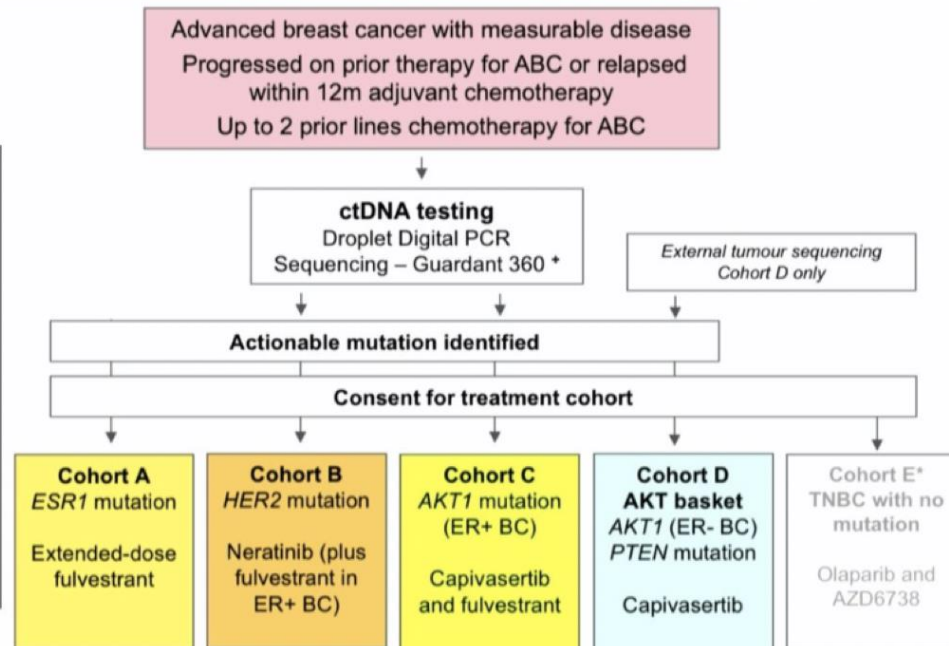 Advanced breast cancer with measurable disease
Progressed on prior therapy for ABC or relapsed
within 12m adjuvant chemotherapy
Up to 2 prior lines chemotherapy for ABC
ctDNA testing
Droplet Digital PCR
Sequencing – Guardant 360 +
External tumour sequencing
Cohort D only
Actionable mutation identified
Consent for treatment cohort
Cohort A
ESR1 mutation
Extended-dose
fulvestrant
Cohort B
HER2 mutation
Neratinib (plus
fulvestrant in
ER+ BC)
Cohort C
AKT1 mutation
(ER+ BC)
Capivasertib
and fulvestrant
Cohort D
AKT basket
AKT1 (ER- BC)
PTEN mutation
Capivasertib
Cohort E*
TNBC with no
mutation
Olaparib and
AZD6738